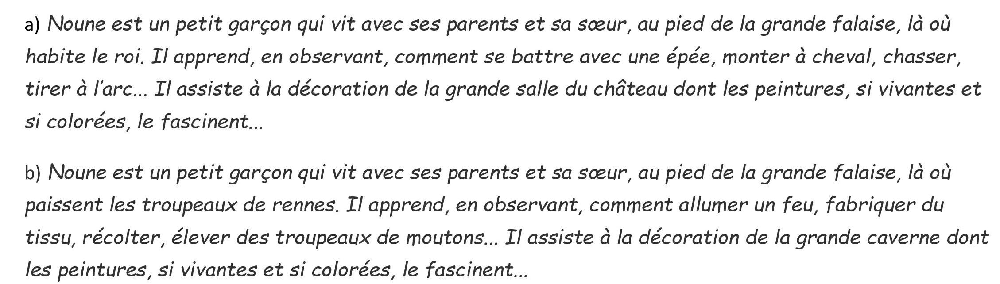 a) Noune est un petit garçon qui vit avec ses parents et sa sœur, au pied de la grande falaise, là où
habite le roi. Il apprend, en observant, comment se battre avec une épée, monter à cheval, chasser,
tirer à l'arc... Il assiste à la décoration de la grande salle du château dont les peintures, si vivantes et
si colorées, le fascinent...
b) Noune est un petit garçon qui vit avec ses parents et sa sœur, au pied de la grande falaise, là où
paissent les troupeaux de rennes. Il apprend, en observant, comment allumer un feu, fabriquer du
tissu, récolter, élever des troupeaux de moutons... Il assiste à la décoration de la grande caverne dont
les peintures, si vivantes et si colorées, le fascinent...